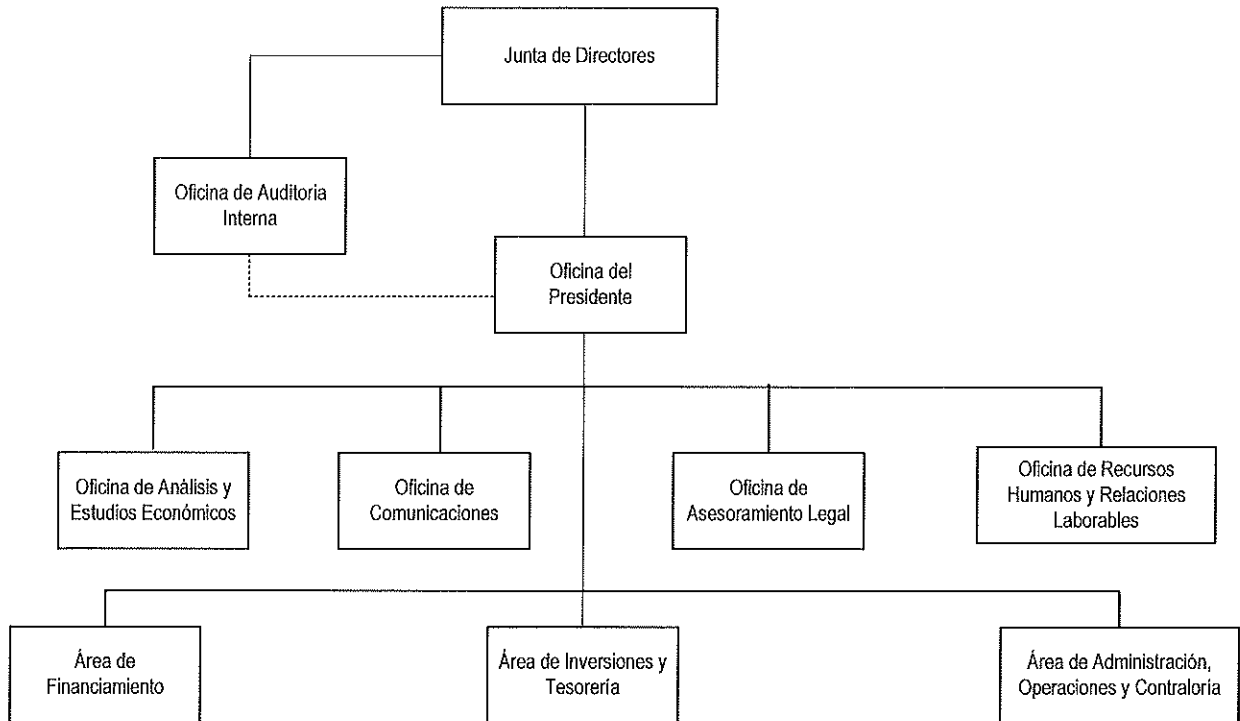 Junta de Directores
Oficina de Auditoria
Interna
Oficina del
Presidente
Oficina de Análisis y
Estudios Económicos
Oficina de
Comunicaciones
Oficina de
Asesoramiento Legal
Oficina de Recursos
Humanos y Relaciones
Laborables
Área de
Financiamiento
Área de Inversiones y
Tesorería
Área de Administración,
Operaciones y Contraloría